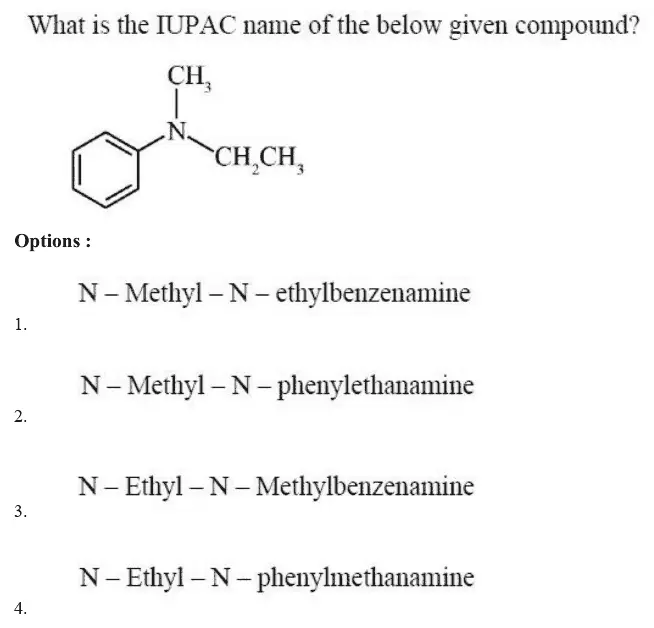 What is the IUPAC name of the below given compound?
CH₃
N
CH₂CH₃
Options :
N – Methyl – N – ethylbenzenamine
1.
N – Methyl – N – phenylethanamine
2.
N – Ethyl – N – Methylbenzenamine
3.
N – Ethyl – N – phenylmethanamine
4.